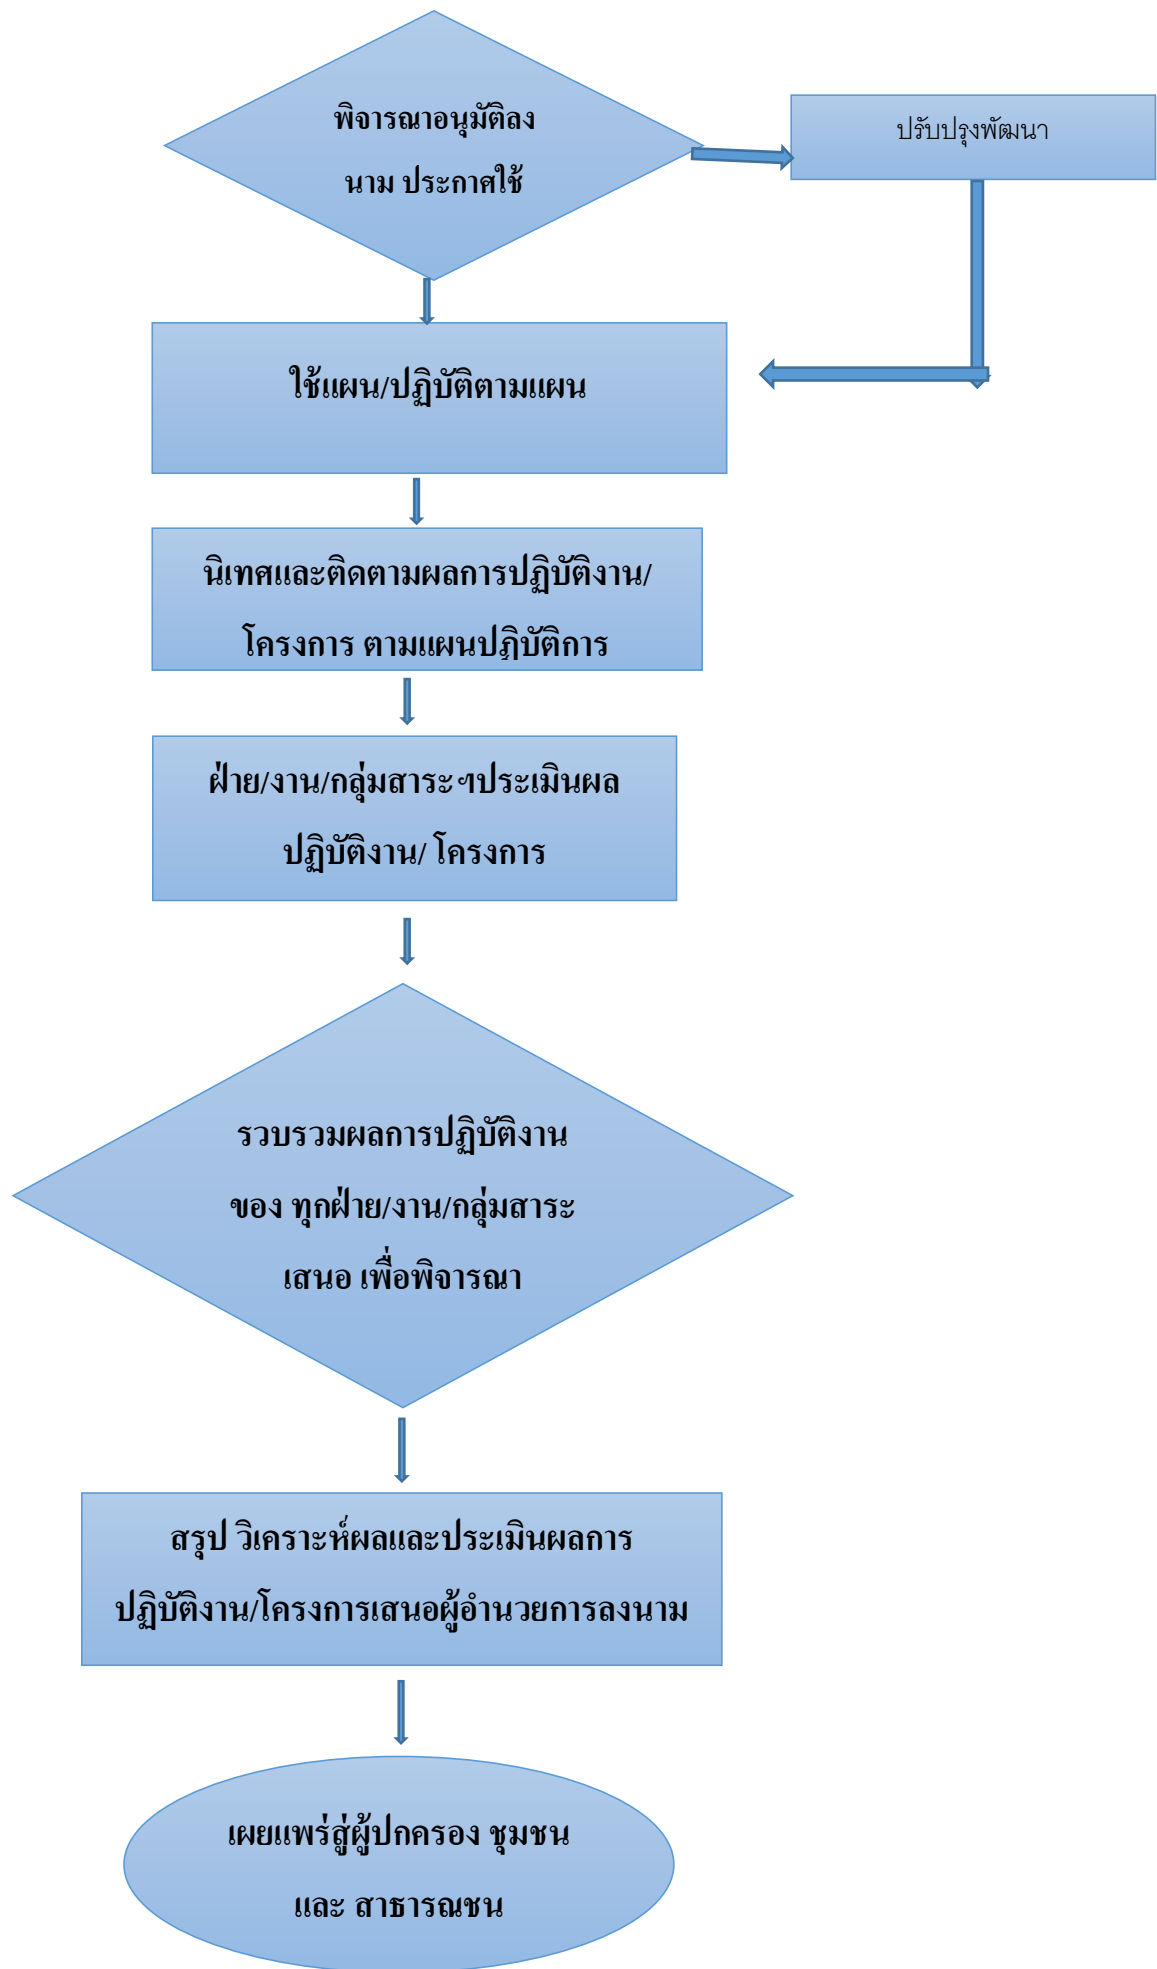 พิจารณาอนุมัติลง
นาม ประกาศใช้
ปรับปรุงพัฒนา
ใช้แผน/ปฏิบัติตามแผน
นิเทศและติดตามผลการปฏิบัติงาน/
โครงการ ตามแผนปฏิบัติการ
ฝ่าย/งาน/กลุ่มสาระฯประเมินผล
ปฏิบัติงาน/ โครงการ
รวบรวมผลการปฏิบัติงาน
ของ ทุกฝ่าย/งาน/กลุ่มสาระ
เสนอ เพื่อพิจารณา
สรุป วิเคราะห์ผลและประเมินผลการ
ปฏิบัติงาน/โครงการเสนอผู้อำนวยการลงนาม
เผยแพร่สู่ผู้ปกครอง ชุมชน
และ สาธารณชน